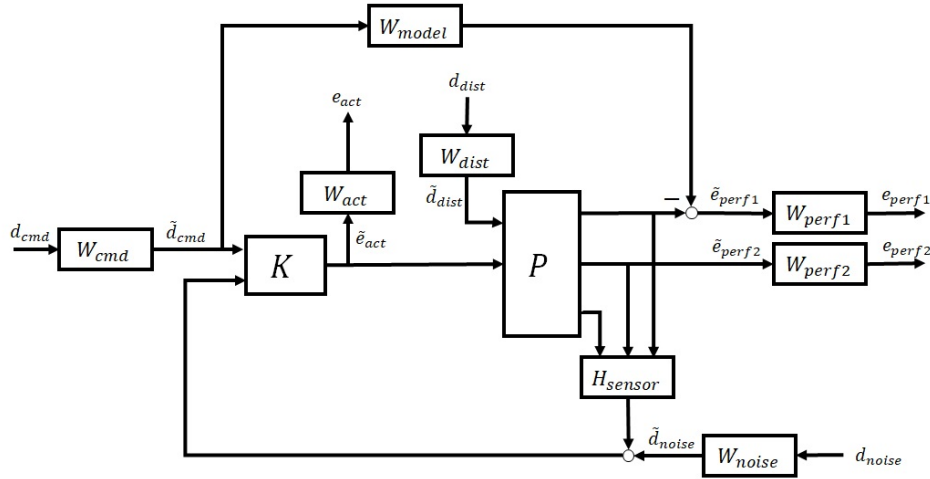 W_model
d_dist
e_act
W_dist
W_act
d̃_dist
−
ẽ_perf1
W_perf1
e_perf1
d_cmd
W_cmd
d̃_cmd
ẽ_act
K
P
ẽ_perf2
W_perf2
e_perf2
H_sensor
d̃_noise
W_noise
d_noise